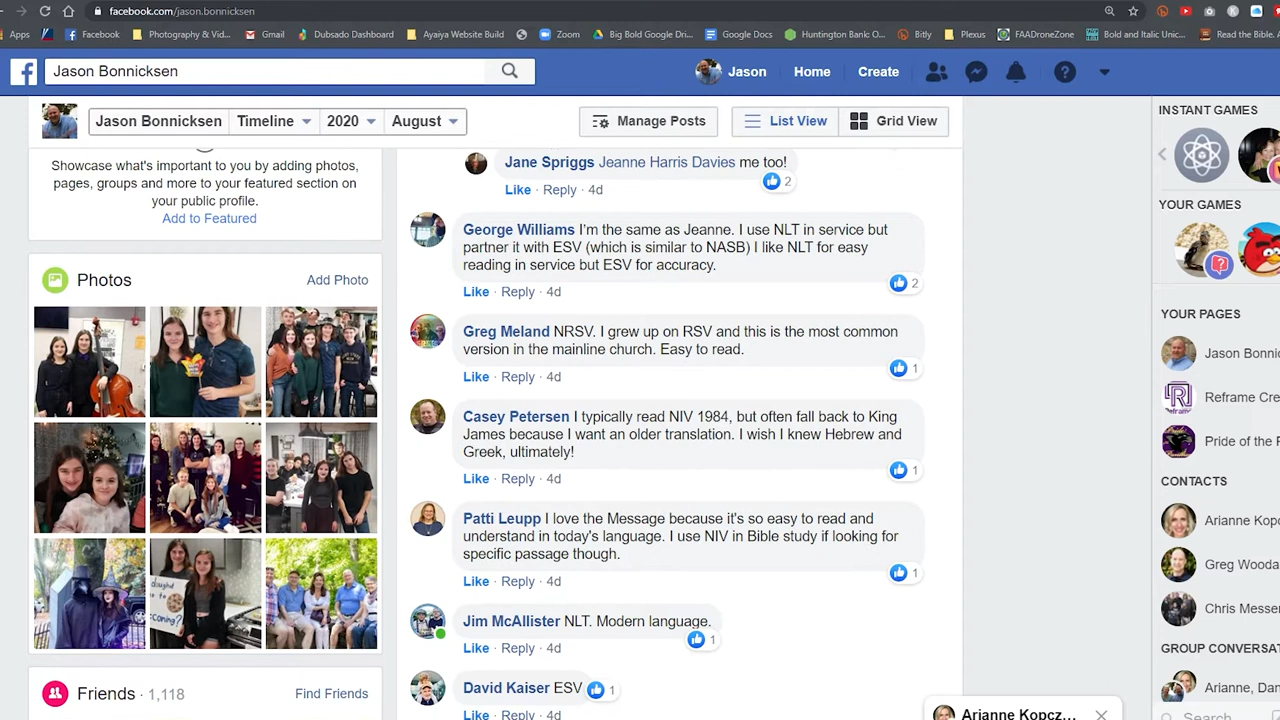 facebook.com/jason.bonnicksen
Apps Facebook Photography & Vid... Gmail Dubsado Dashboard Ayaiya Website Build Zoom Big Bold Google Dri... Google Docs Huntington Bank O... Bitly Plexus FAADroneZone Bold and Italic Unic... Read the Bible.
Jason Bonnicksen
Jason Home Create
Jason Bonnicksen Timeline 2020 August
Manage Posts List View Grid View
Showcase what's important to you by adding photos,
pages, groups and more to your featured section on
your public profile.
Add to Featured
Photos Add Photo
oughd
to
cconing?
Friends · 1,118 Find Friends
Jane Spriggs Jeanne Harris Davies me too!
2
Like · Reply · 4d
George Williams I'm the same as Jeanne. I use NLT in service but
partner it with ESV (which is similar to NASB) I like NLT for easy
reading in service but ESV for accuracy.
2
Like · Reply · 4d
Greg Meland NRSV. I grew up on RSV and this is the most common
version in the mainline church. Easy to read.
1
Like · Reply · 4d
Casey Petersen I typically read NIV 1984, but often fall back to King
James because I want an older translation. I wish I knew Hebrew and
Greek, ultimately!
1
Like · Reply · 4d
Patti Leupp I love the Message because it's so easy to read and
understand in today's language. I use NIV in Bible study if looking for
specific passage though.
1
Like · Reply · 4d
Jim McAllister NLT. Modern language.
1
Like · Reply · 4d
David Kaiser ESV 1
Like · Reply · 4d
INSTANT GAMES
YOUR GAMES
YOUR PAGES
Jason Bonnic
Reframe Cre
Reframe
Pride of the
CONTACTS
Arianne Kop
Greg Wooda
Chris Messer
GROUP CONVERSA
Arianne, Dan
Search
Arianne Kopcz...